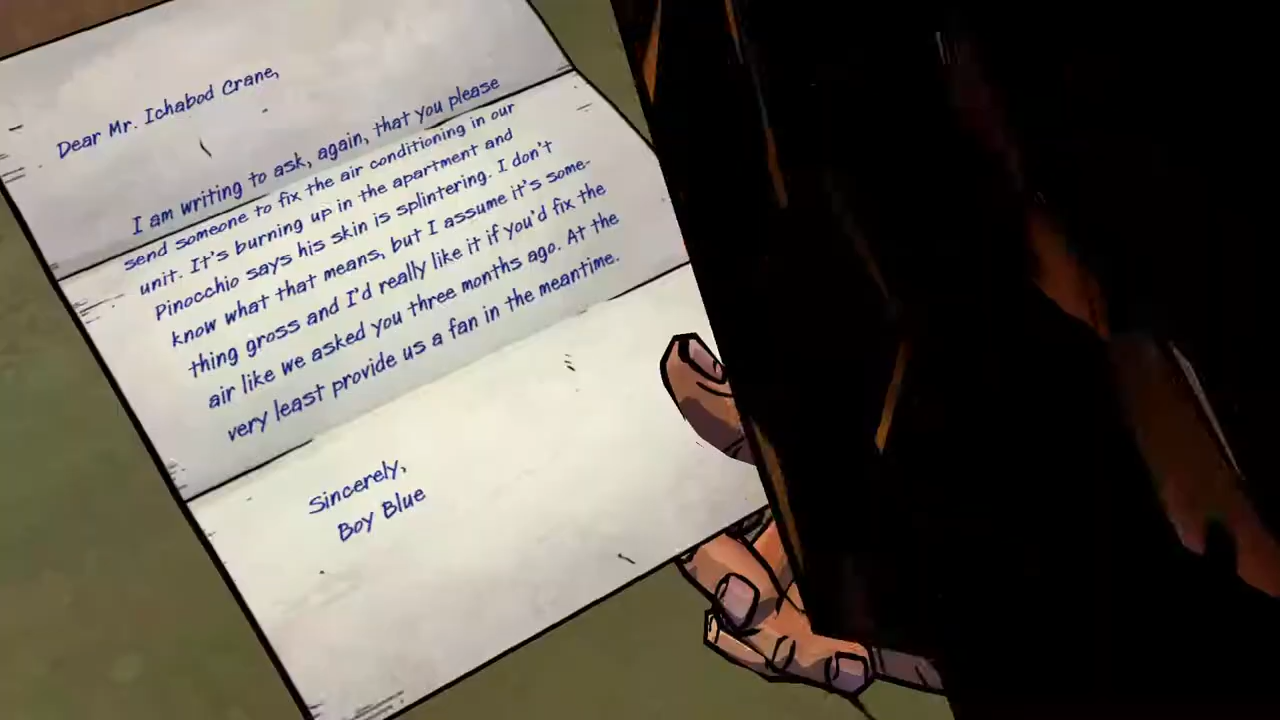 Dear Mr. Ichabod Crane,
I am writing to ask, again, that you please
send someone to fix the air conditioning in our
unit. It's burning up in the apartment and
Pinocchio says his skin is splintering. I don't
know what that means, but I assume it's some-
thing gross and I'd really like it if you'd fix the
air like we asked you three months ago. At the
very least provide us a fan in the meantime.
Sincerely,
Boy Blue